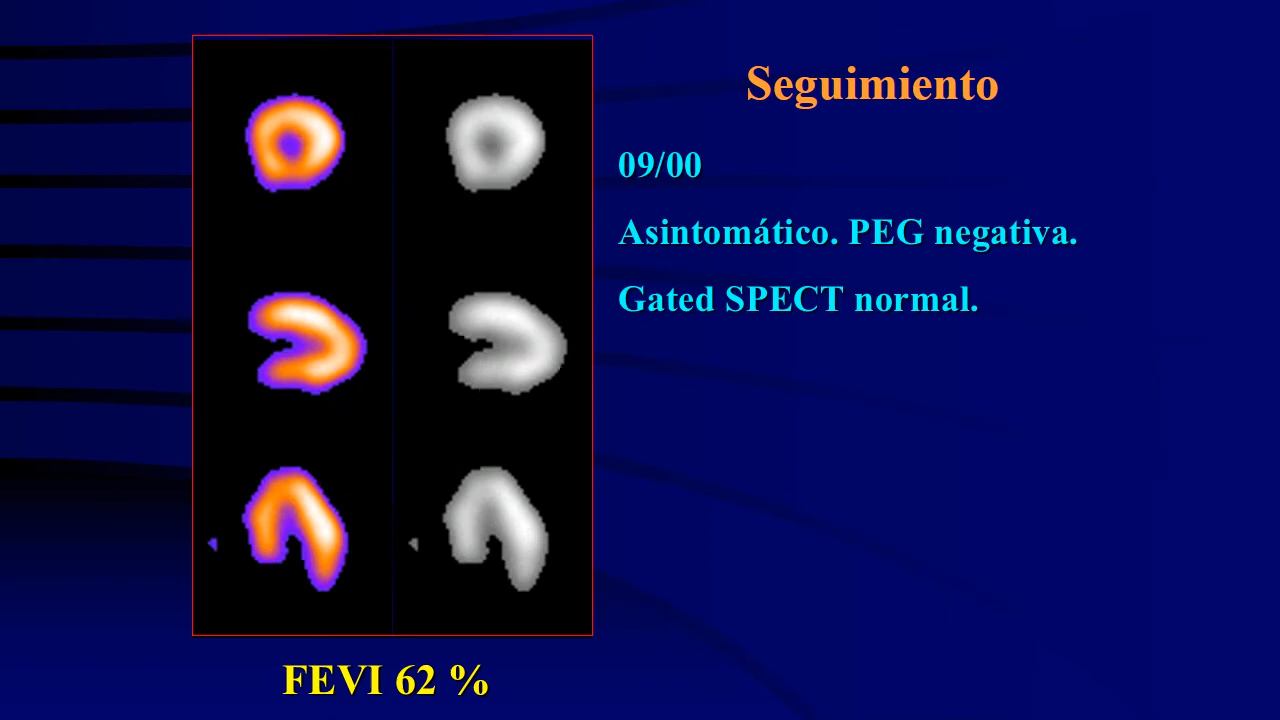 Seguimiento
09/00
Asintomático. PEG negativa.
Gated SPECT normal.
FEVI 62 %